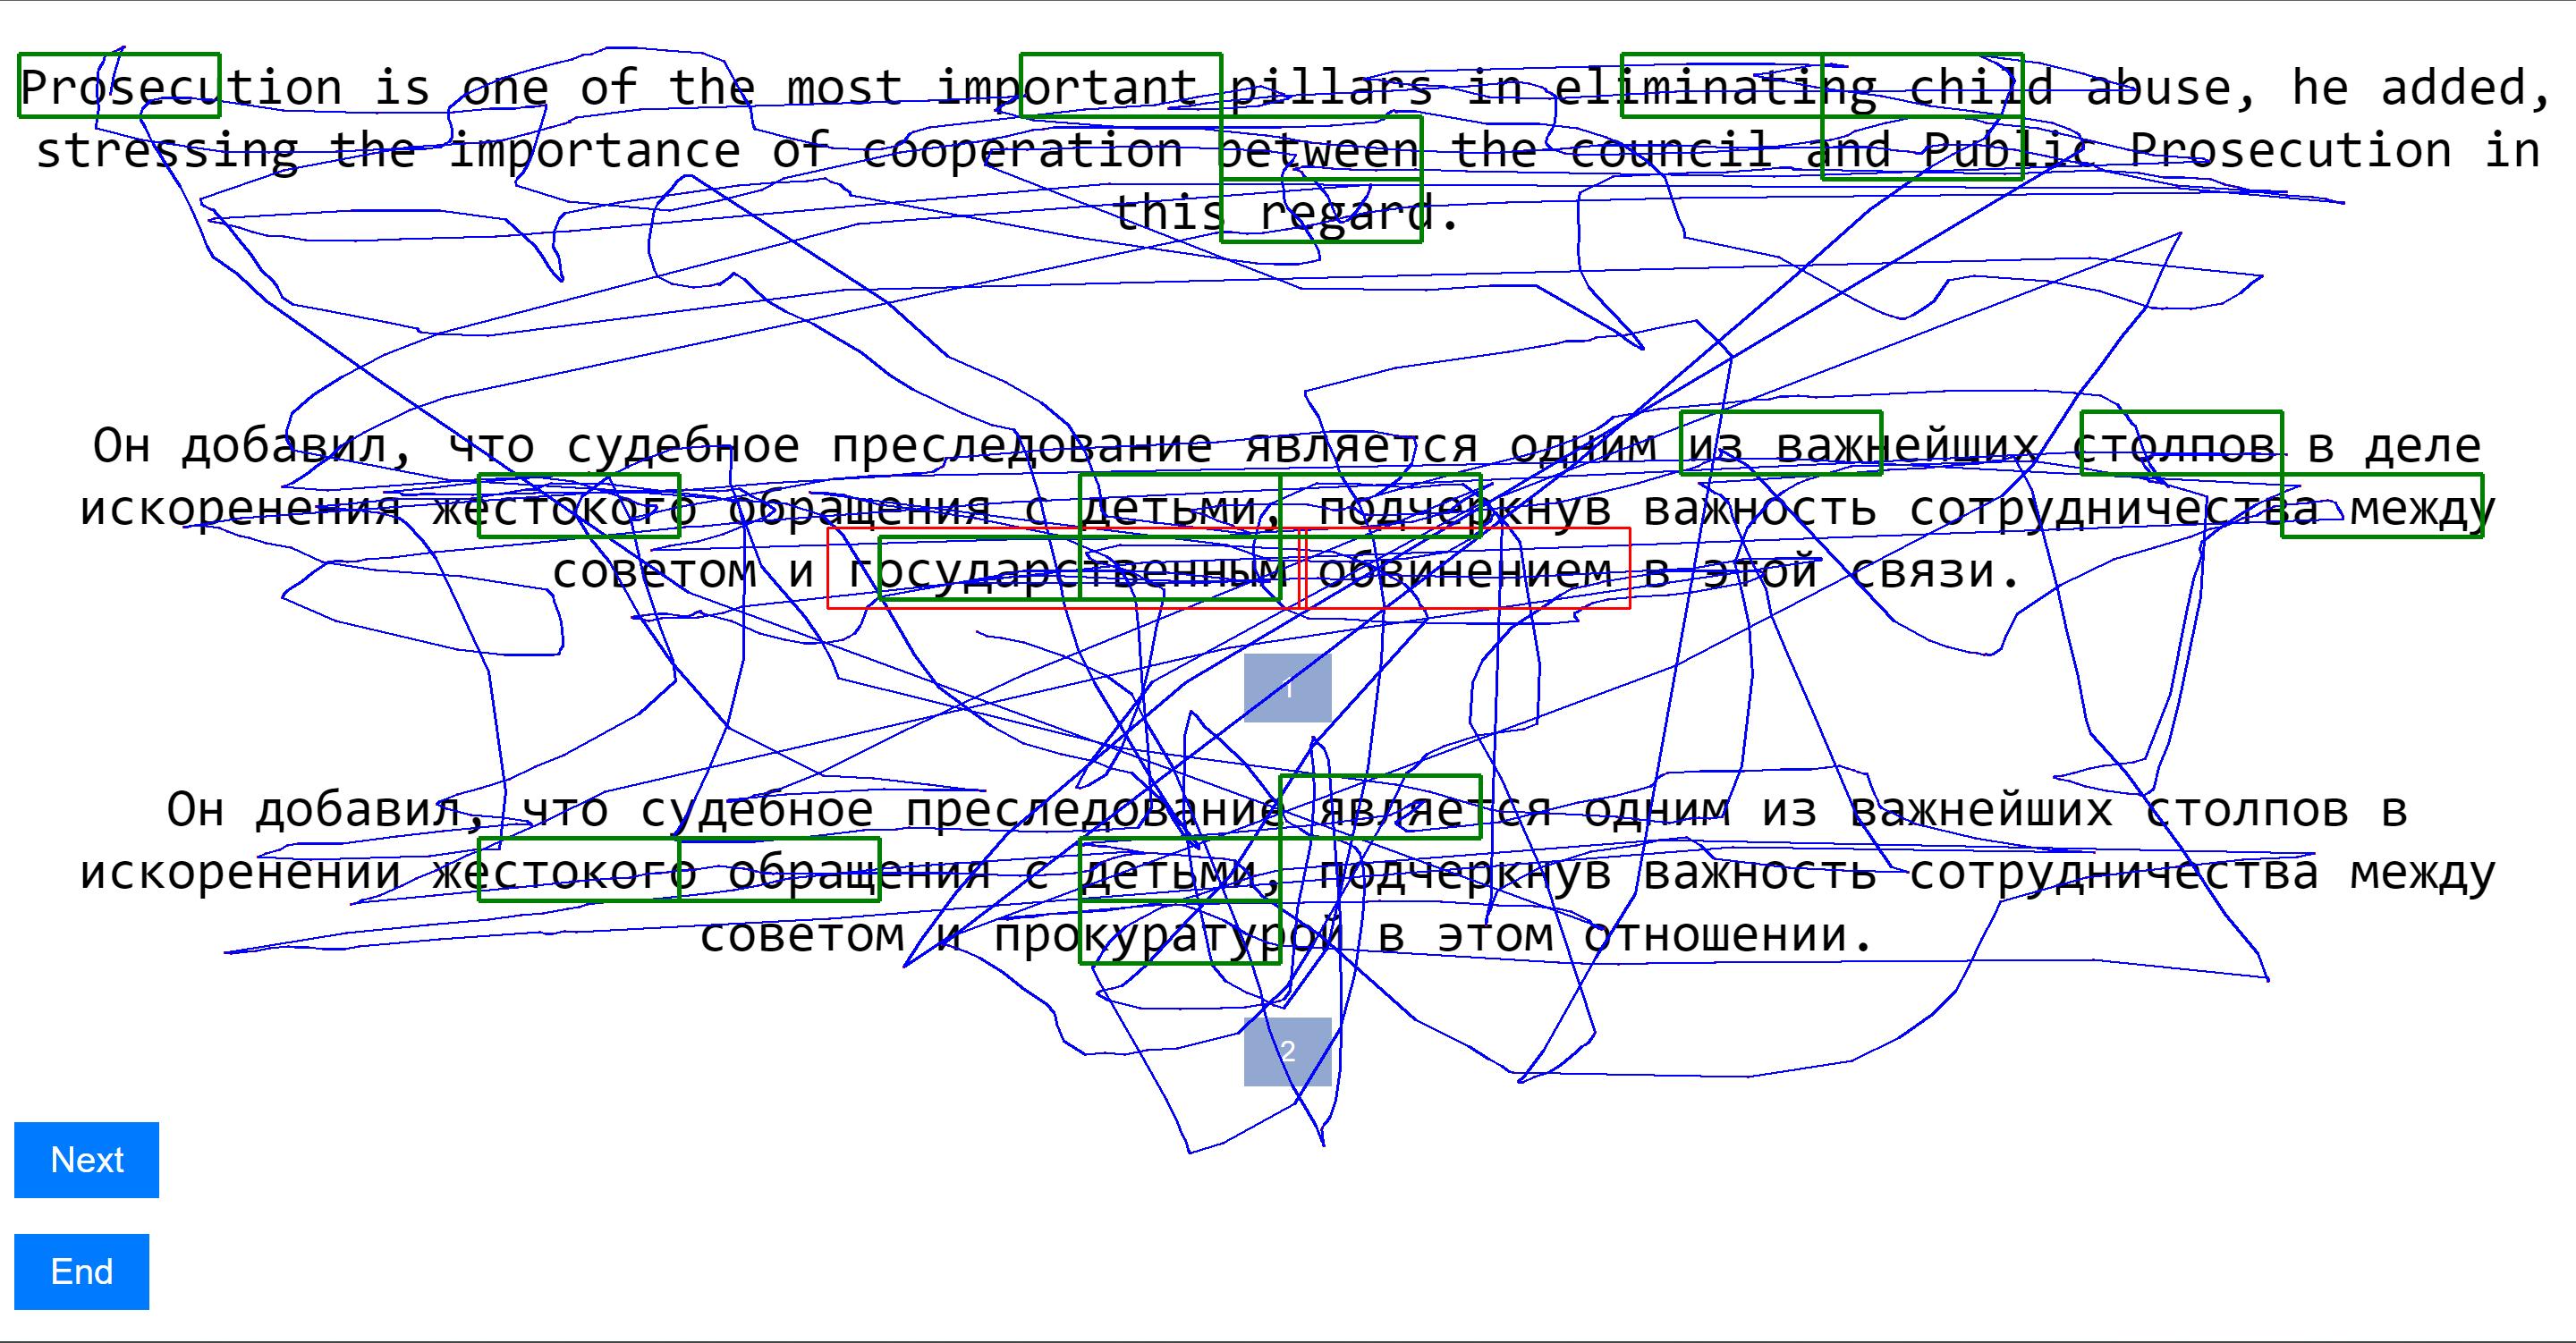 Prosecution is one of the most important pillars in eliminating child abuse, he added,
stressing the importance of cooperation between the council and Public Prosecution in
this regard.
Он добавил, что судебное преследование является одним из важнейших столпов в деле
искоренения жестокого обращения с детьми, подчеркнув важность сотрудничества между
советом и государственным обвинением в этой связи.
1
Он добавил, что судебное преследование является одним из важнейших столпов в
искоренении жестокого обращения с детьми, подчеркнув важность сотрудничества между
советом и прокуратурой в этом отношении.
2
Next
End